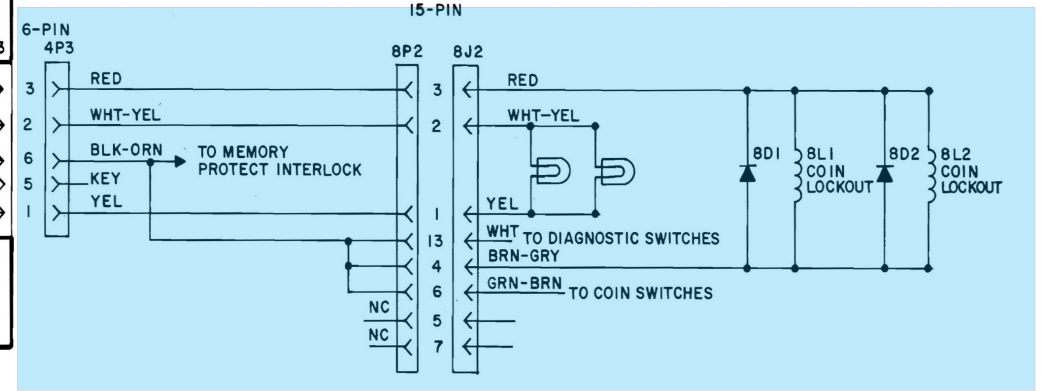 15-PIN
6-PIN
4P3
8P2
8J2
3
3 RED
3 RED
2 WHT-YEL
2 WHT-YEL
6 BLK-ORN TO MEMORY
PROTECT INTERLOCK
5 KEY
1 YEL
1 YEL
8D1 8L1
COIN
LOCKOUT
8D2 8L2
COIN
LOCKOUT
13 WHT TO DIAGNOSTIC SWITCHES
4 BRN-GRY
6 GRN-BRN TO COIN SWITCHES
NC 5
NC 7